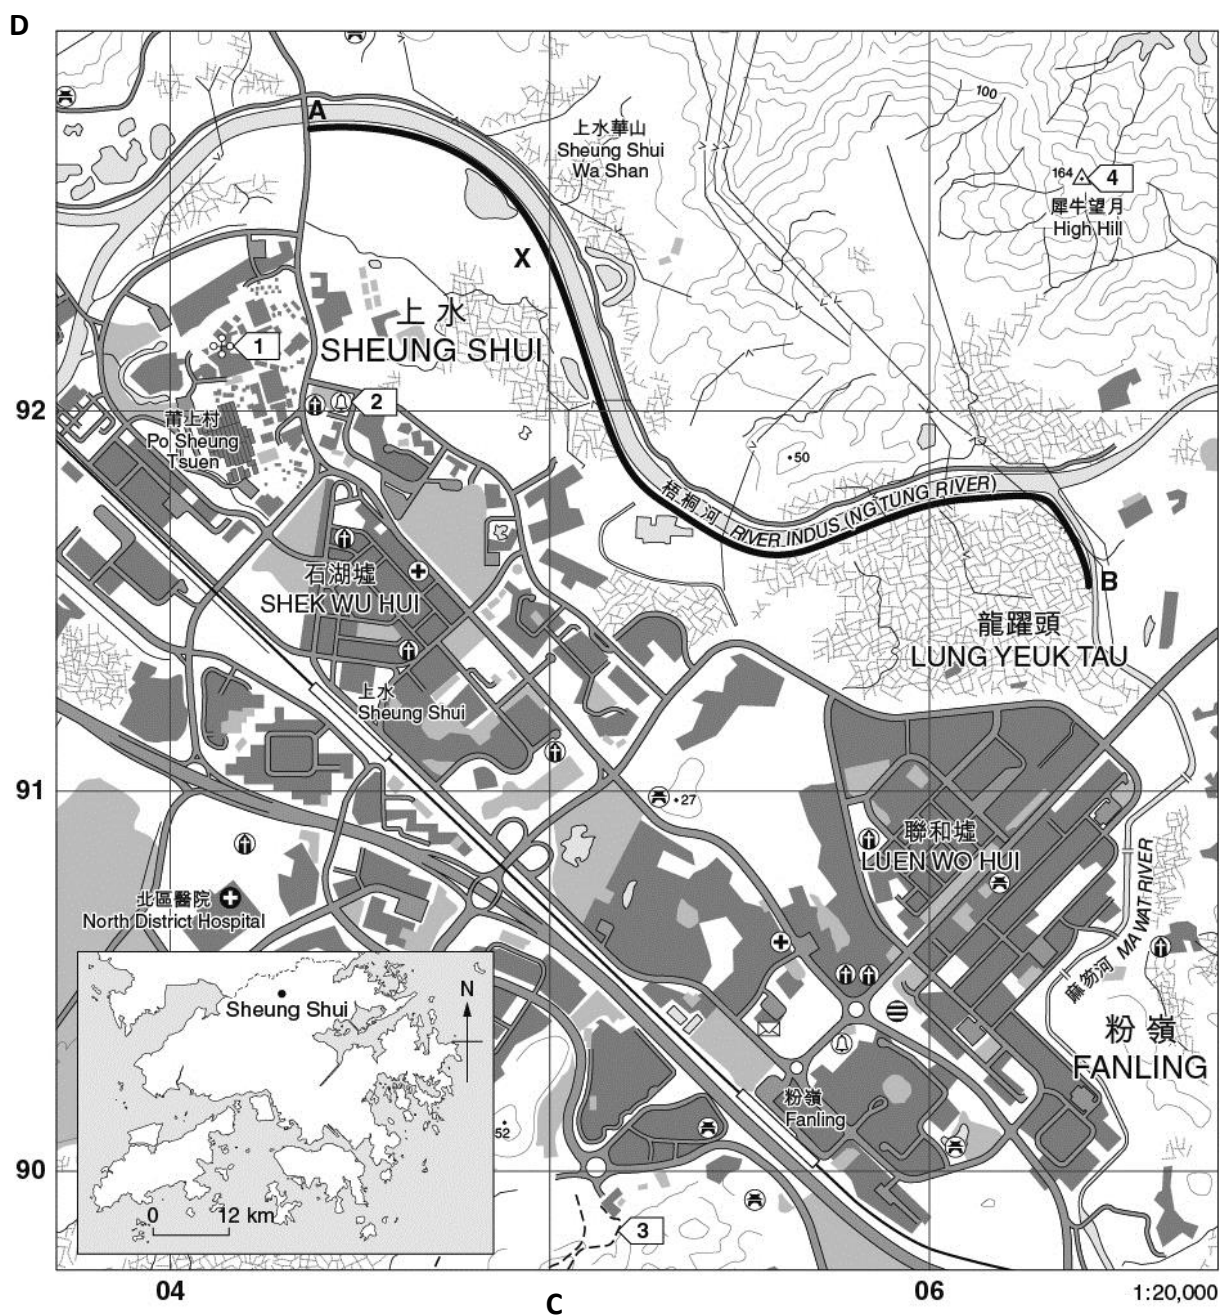 D
A
上水華山
Sheung Shui
Wa Shan
100
164
4
犀牛望月
High Hill
X
上水
SHEUNG SHUI
1
2
92
莆上村
Po Sheung
Tsuen
50
梧桐河 RIVER INDUS (NG TUNG RIVER)
B
石湖墟
SHEK WU HUI
龍躍頭
LUNG YEUK TAU
上水
Sheung Shui
91
27
聯和墟
LUEN WO HUI
北區醫院
North District Hospital
麻笏河 MA WAT RIVER
Sheung Shui
N
粉嶺
FANLING
粉嶺
Fanling
52
90
0 12 km
3
04
06
1:20,000
C